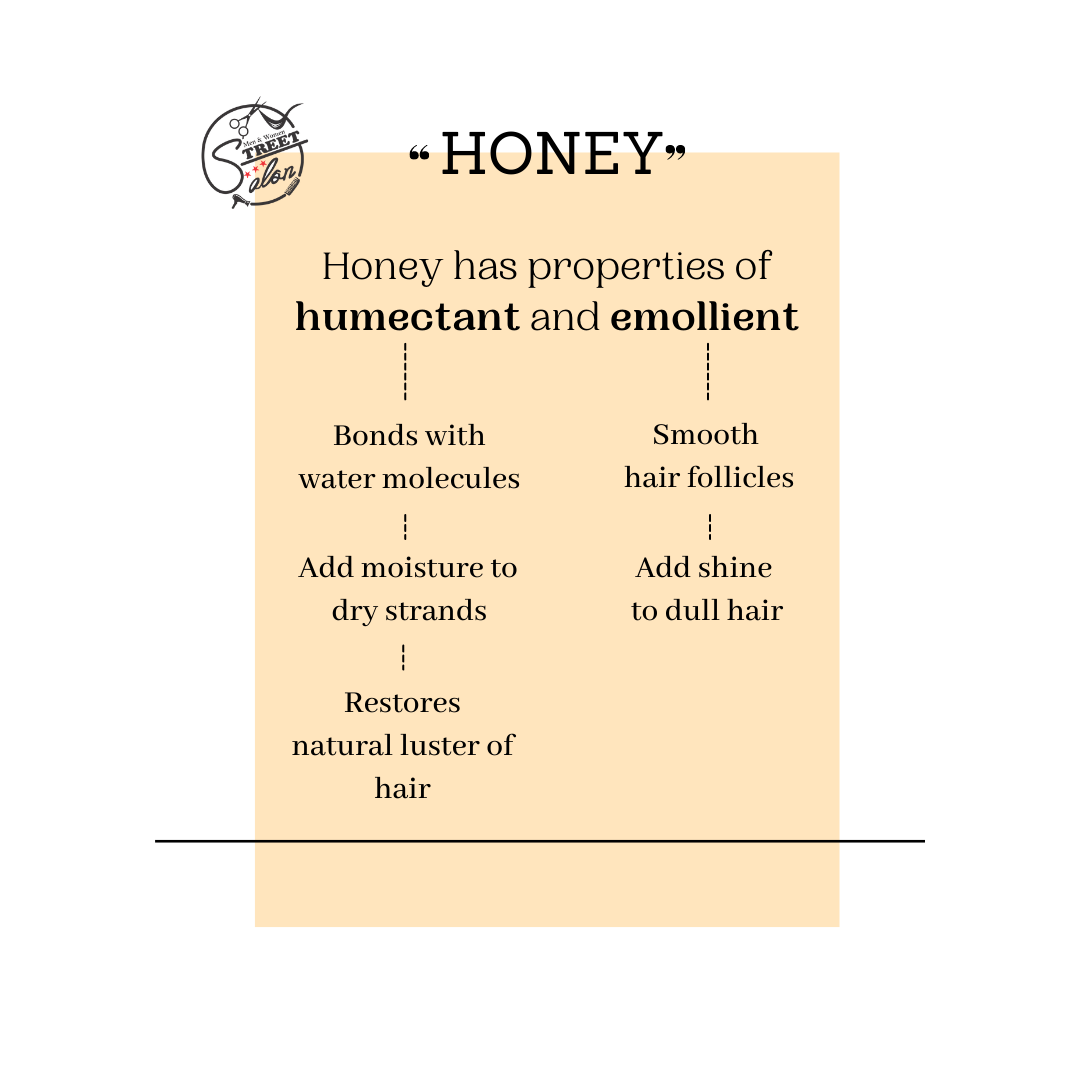 Men & Women
STREET
Salon
“ HONEY”
Honey has properties of
humectant and emollient
Bonds with
water molecules
Add moisture to
dry strands
Restores
natural luster of
hair
Smooth
hair follicles
Add shine
to dull hair